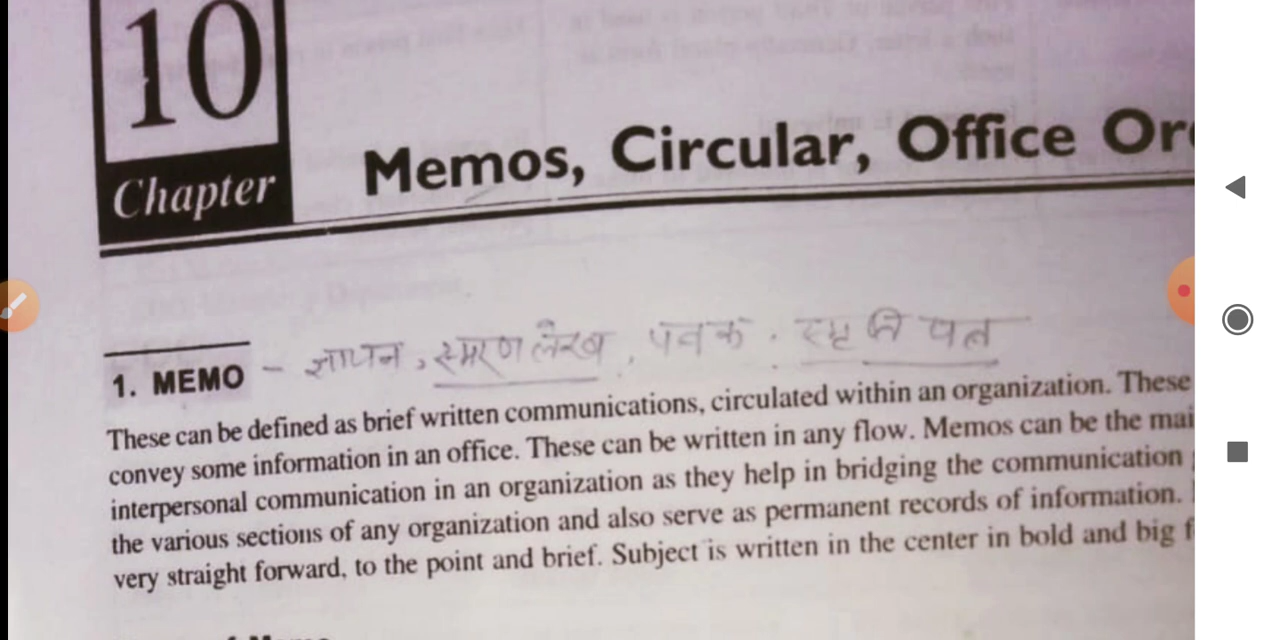 10
Chapter
Memos, Circular, Office Or
1. MEMO - ज्ञापन, स्मरण लेख, स्मृति पत्र
These can be defined as brief written communications, circulated within an organization. These
convey some information in an office. These can be written in any flow. Memos can be the mai
interpersonal communication in an organization as they help in bridging the communication
the various sections of any organization and also serve as permanent records of information.
very straight forward, to the point and brief. Subject is written in the center in bold and big f